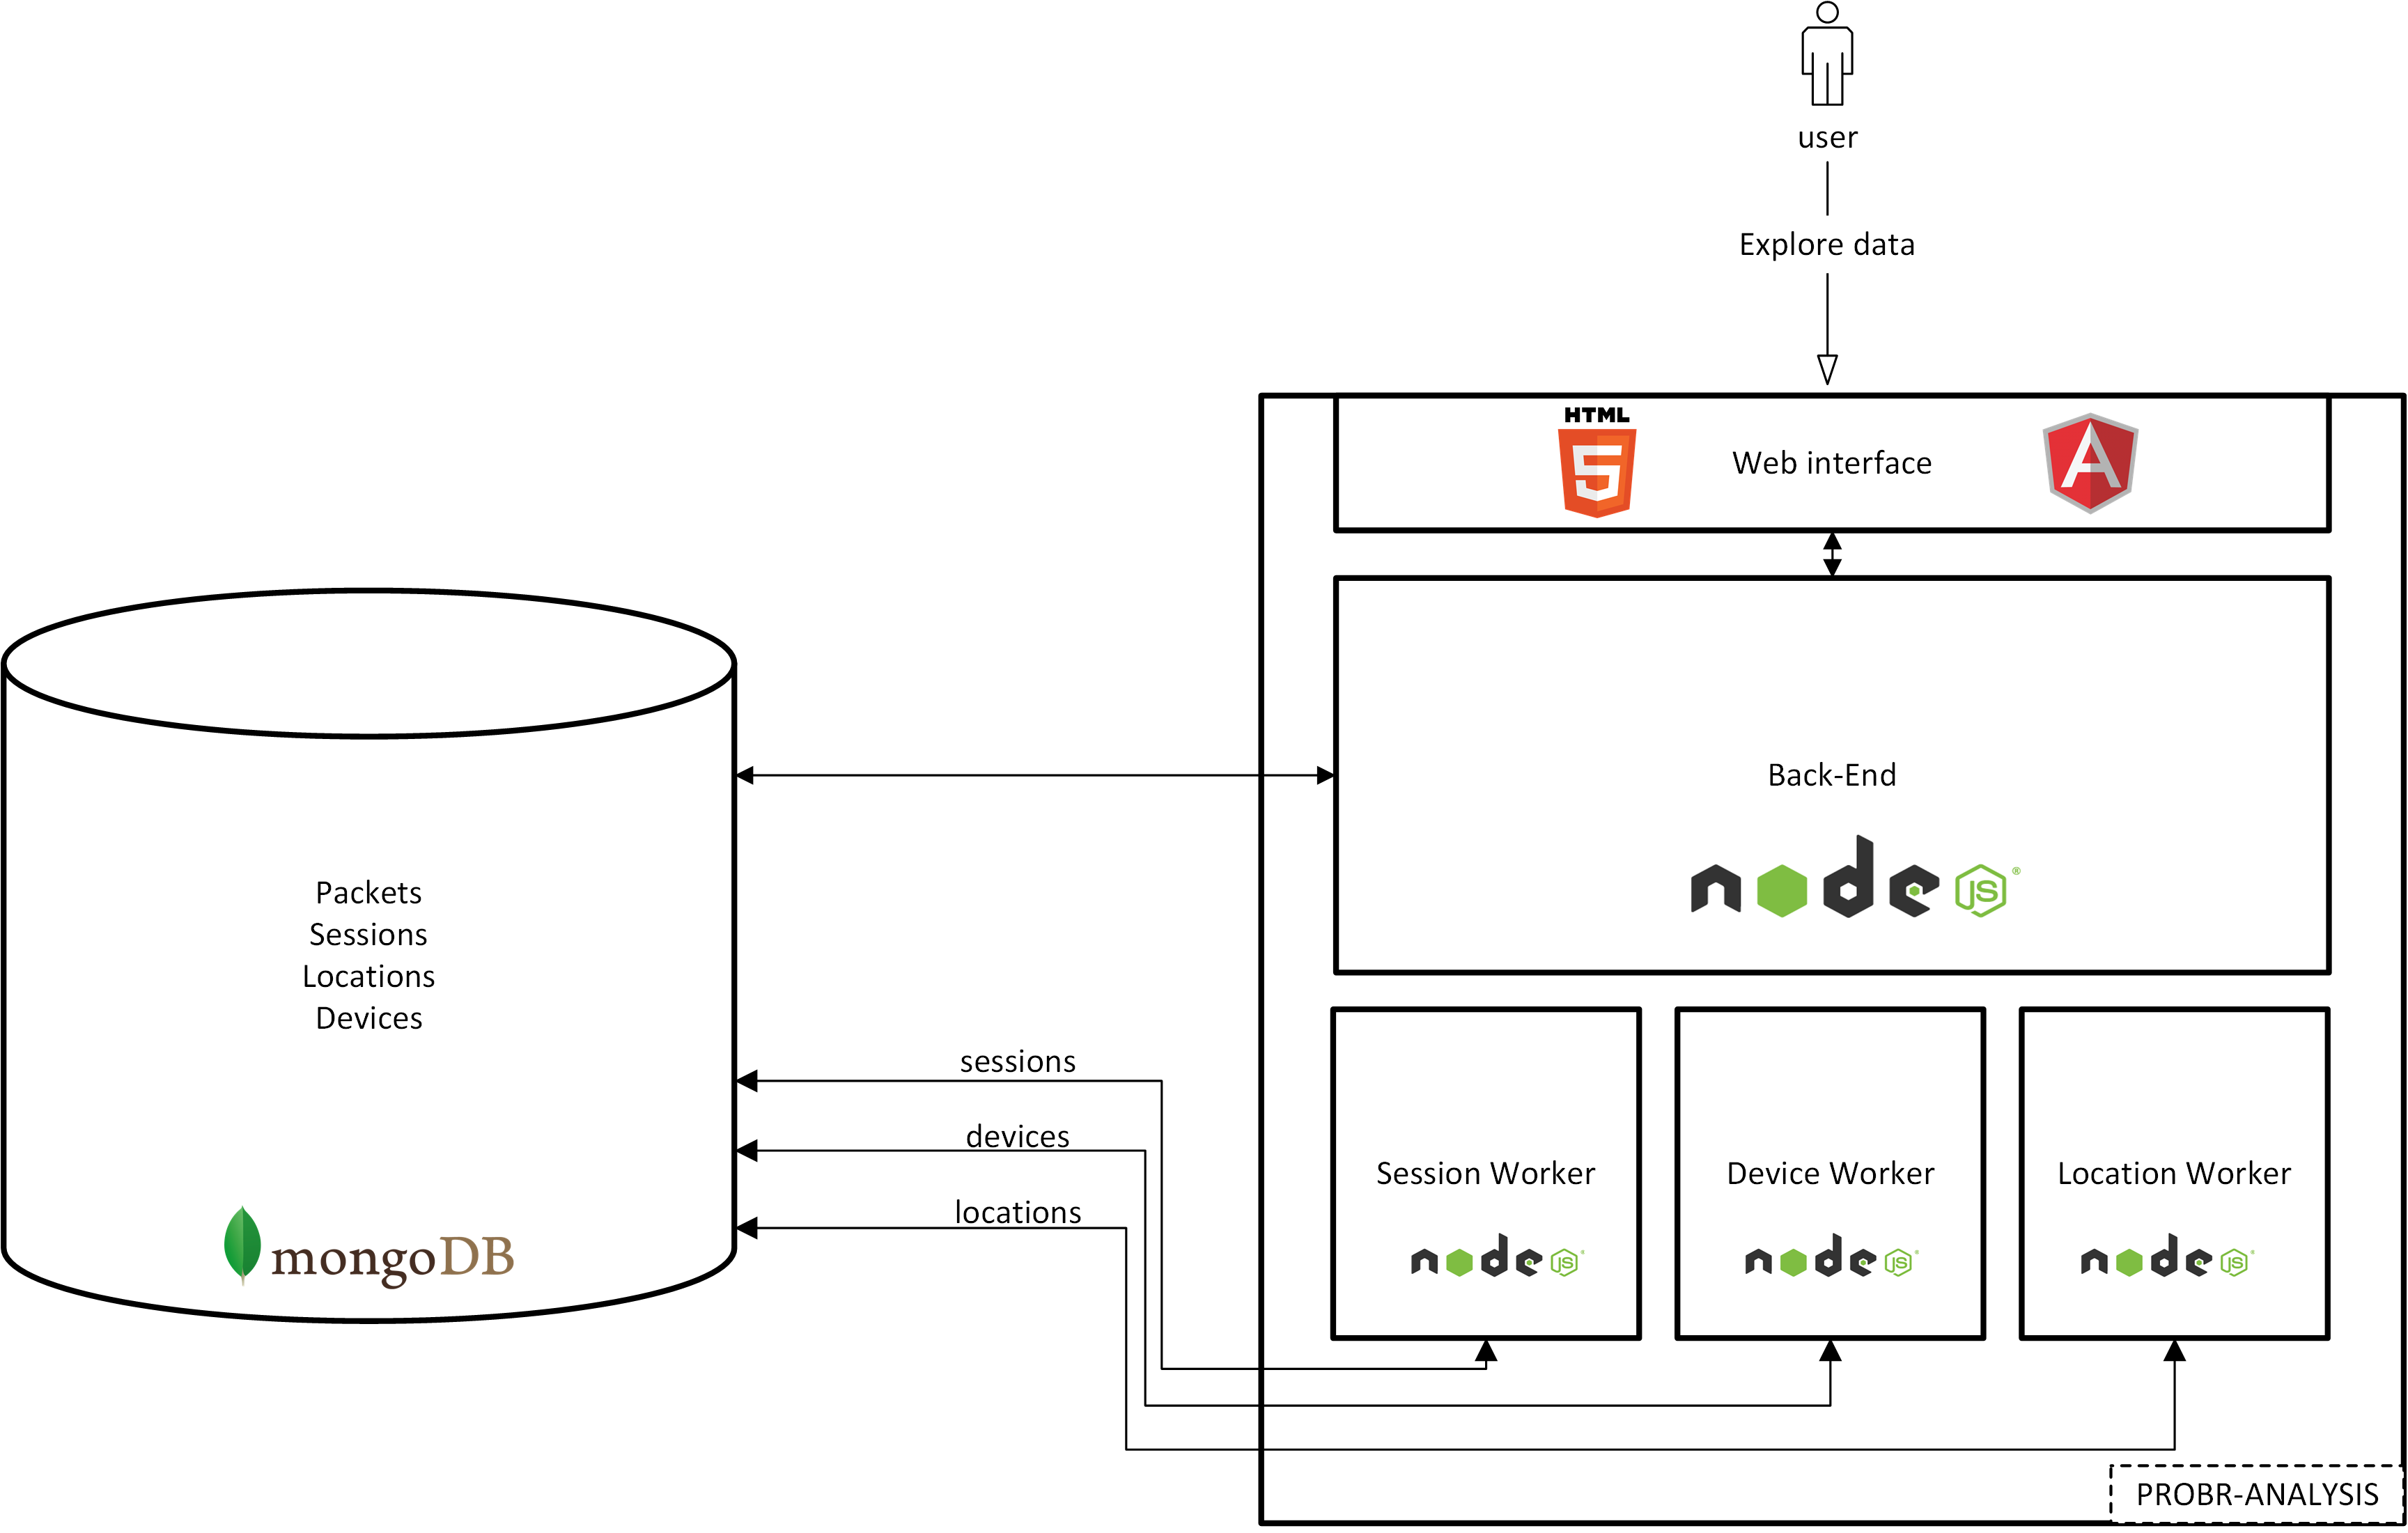 user
Explore data
HTML
5
Web interface
A
Back-End
node JS ®
Packets
Sessions
Locations
Devices
mongoDB
sessions
devices
locations
Session Worker
node JS ®
Device Worker
node JS ®
Location Worker
node JS ®
PROBR-ANALYSIS